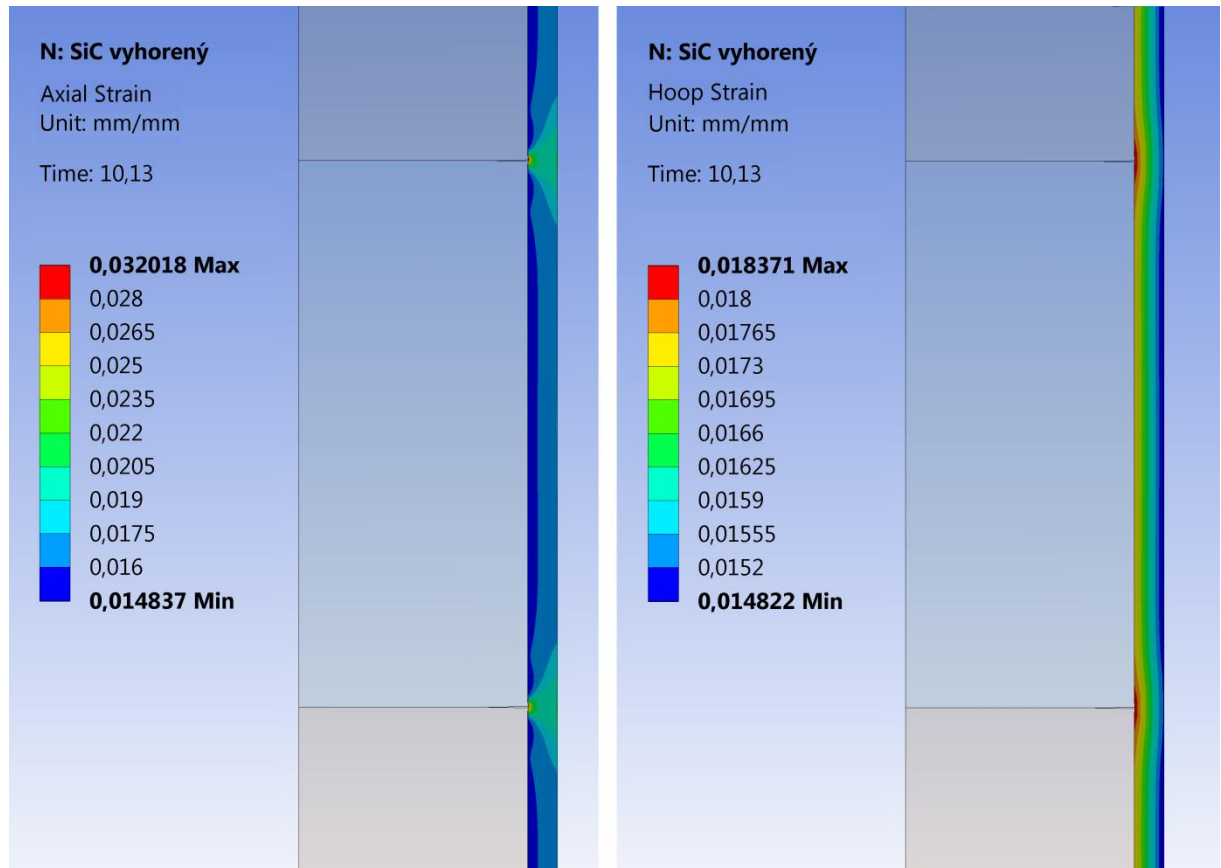 N: SiC vyhorený
Axial Strain
Unit: mm/mm
Time: 10,13
0,032018 Max
0,028
0,0265
0,025
0,0235
0,022
0,0205
0,019
0,0175
0,016
0,014837 Min
N: SiC vyhorený
Hoop Strain
Unit: mm/mm
Time: 10,13
0,018371 Max
0,018
0,01765
0,0173
0,01695
0,0166
0,01625
0,0159
0,01555
0,0152
0,014822 Min